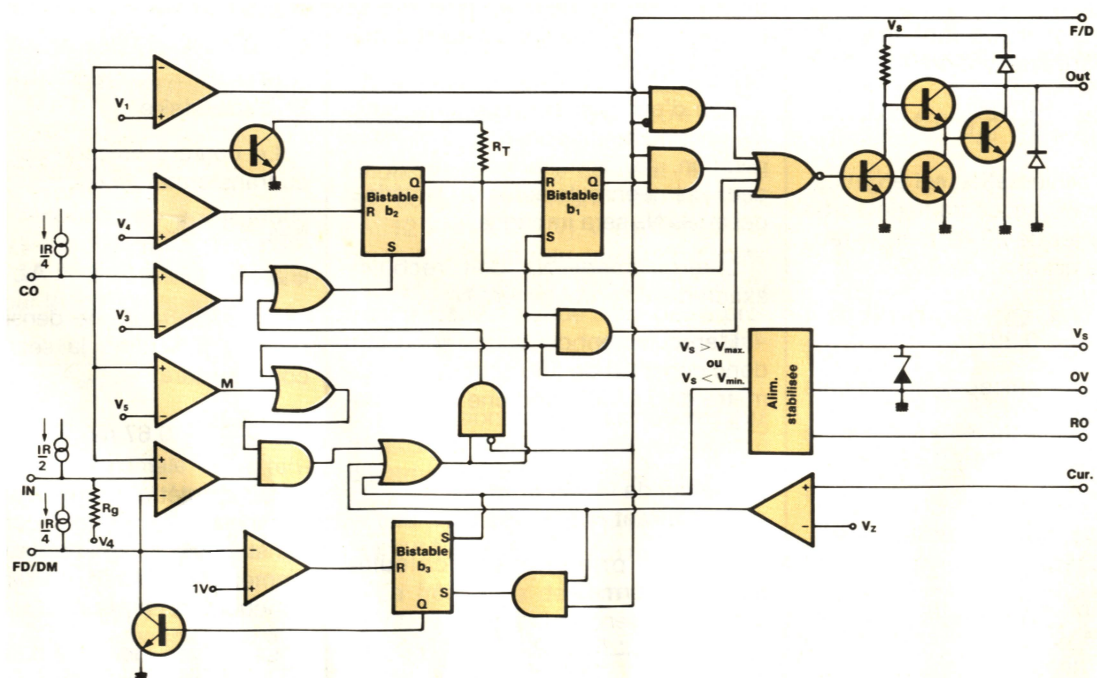 F/D
Vs
Out
V1
RT
Q
Bistable
b2
R
S
R Q
Bistable
b1
S
V4
IR
4
CO
V3
V5
M
Vs > Vmax.
ou
Vs < Vmin.
Alim.
stabilisée
Vs
OV
RO
IR
2
IN
Rg
V4
IR
4
FD/DM
1V
S
Bistable
b3
R
S
Q
Cur.
Vz